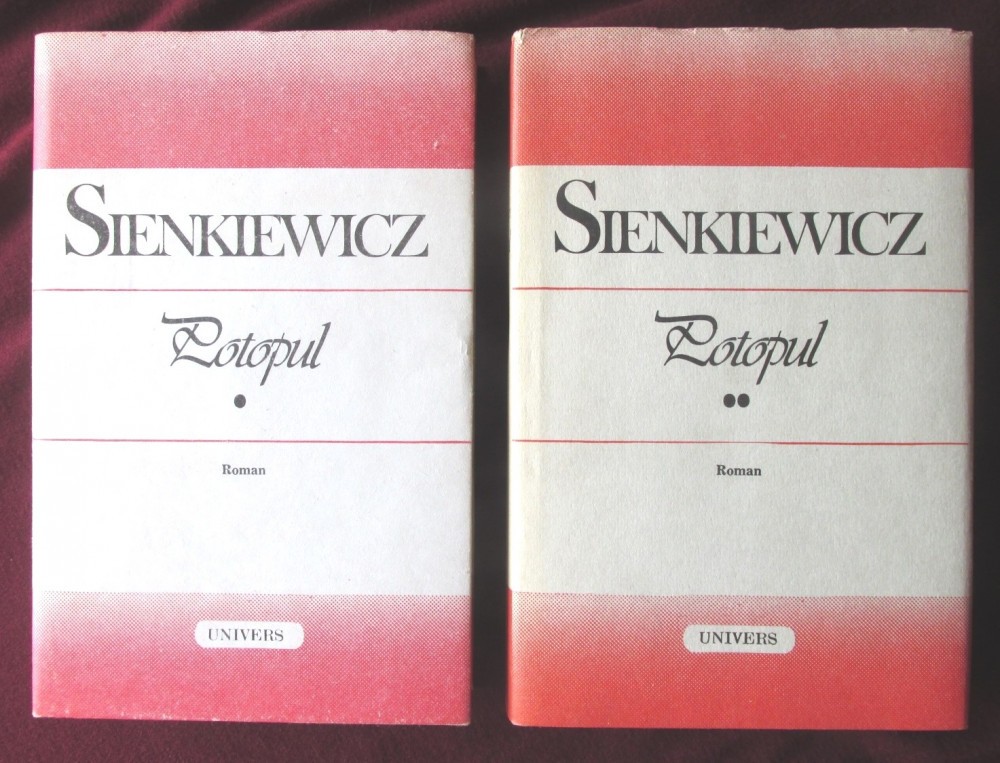 SIENKIEWICZ
Potopul
•
Roman
UNIVERS
SIENKIEWICZ
Potopul
••
Roman
UNIVERS